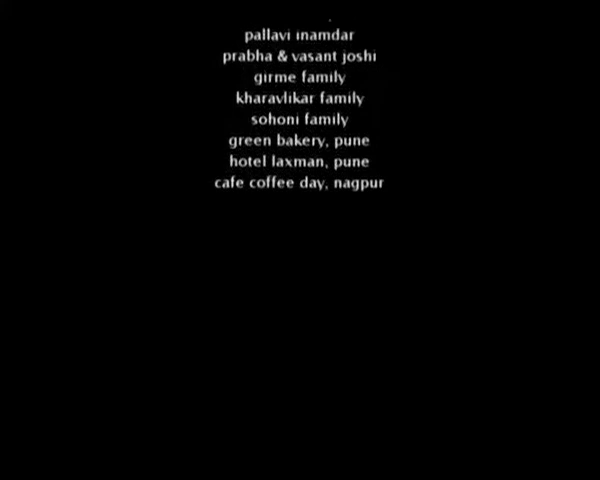 pallavi inamdar
prabha & vasant joshi
girme family
kharavlikar family
sohoni family
green bakery, pune
hotel laxman, pune
cafe coffee day, nagpur